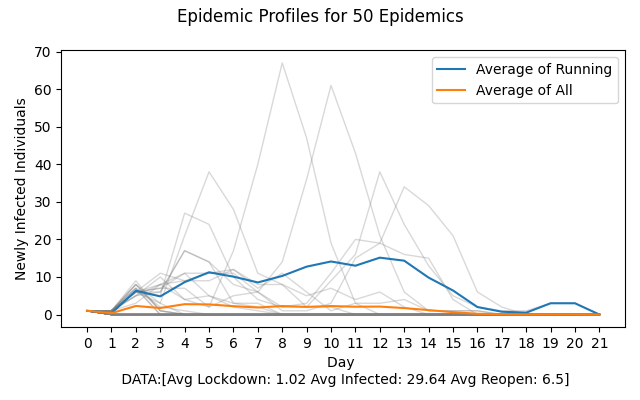 Epidemic Profiles for 50 Epidemics
70
60
50
40
30
20
10
0
Newly Infected Individuals
Average of Running
Average of All
0 1 2 3 4 5 6 7 8 9 10 11 12 13 14 15 16 17 18 19 20 21
Day
DATA:[Avg Lockdown: 1.02 Avg Infected: 29.64 Avg Reopen: 6.5]